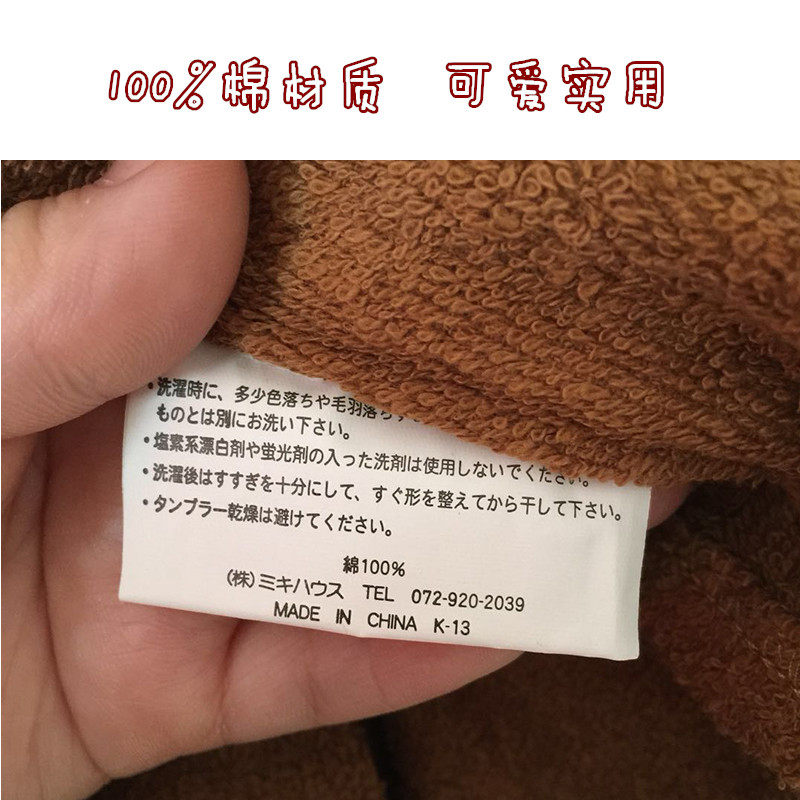 100%棉材质 可爱实用
・洗濯時に、多少色落ちや毛羽落ち
ものとは別にお洗い下さい。
・塩素系漂白剤や蛍光剤の入った洗剤は使用しないでください。
・洗濯後はすすぎを十分にして、すぐ形を整えてから干して下さい。
・タンブラー乾燥は避けてください。
綿100%
(株)ミキハウス TEL 072-920-2039
MADE IN CHINA K-13